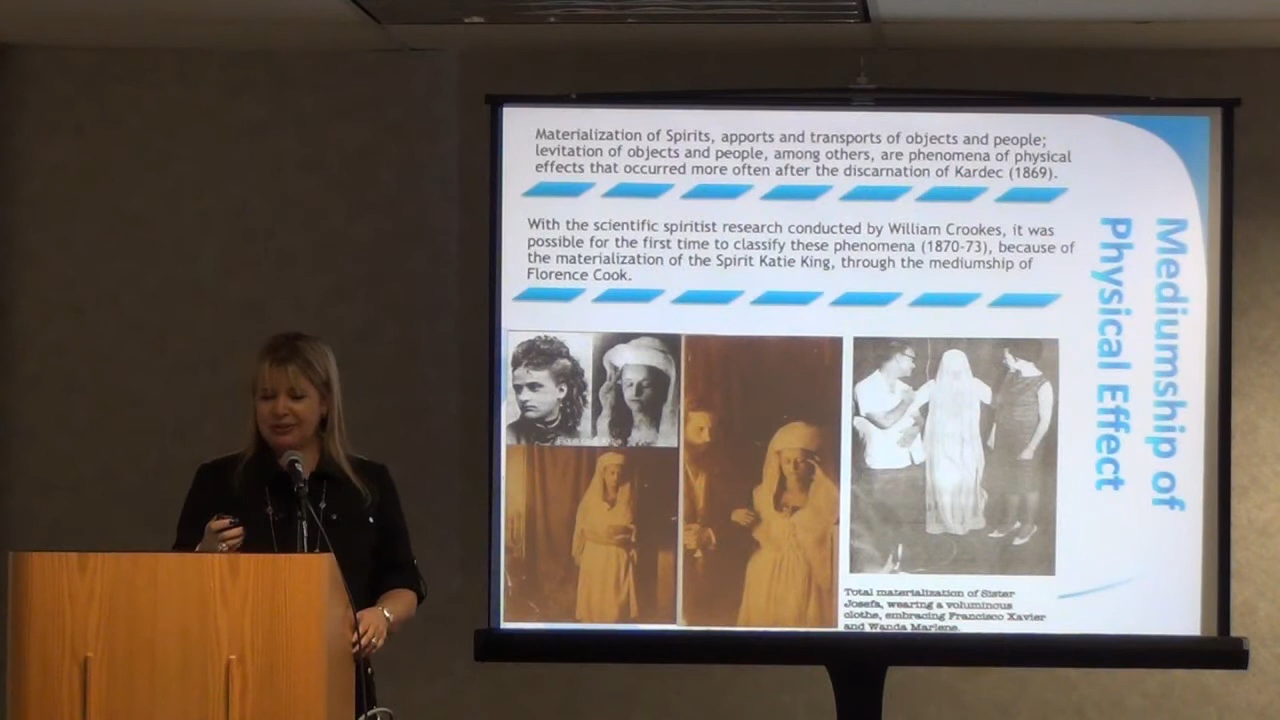 Materialization of Spirits, apports and transports of objects and people;
levitation of objects and people, among others, are phenomena of physical
effects that occurred more often after the discarnation of Kardec (1869).
With the scientific spiritist research conducted by William Crookes, it was
possible for the first time to classify these phenomena (1870-73), because of
the materialization of the Spirit Katie King, through the mediumship of
Florence Cook.
Mediumship of
Physical Effect
Total materialization of Sister
Josefa, wearing a voluminous
clothe, embracing Francisco Xavier
and Wanda Marlene.